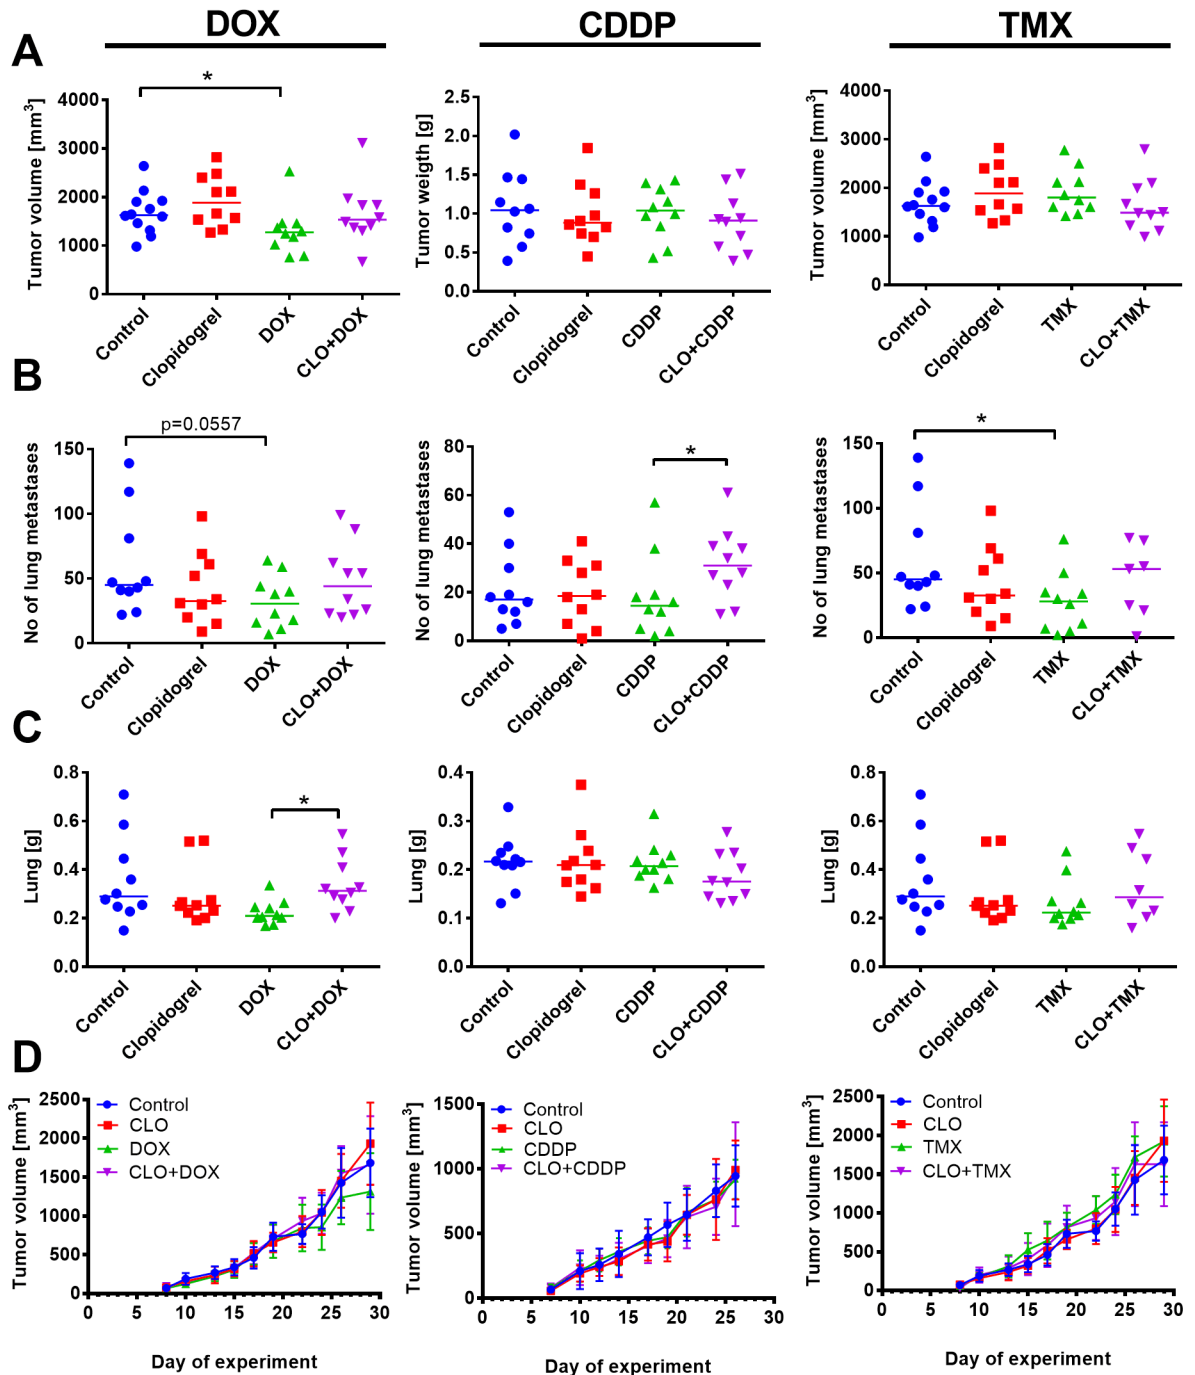 DOX
CDDP
TMX
A
*
Tumor volume [mm³]
4000
3000
2000
1000
0
Control
Clopidogrel
DOX
CLO+DOX
Tumor weigth [g]
2.5
2.0
1.5
1.0
0.5
0.0
Control
Clopidogrel
CDDP
CLO+CDDP
Tumor volume [mm³]
4000
3000
2000
1000
0
Control
Clopidogrel
TMX
CLO+TMX
B
p=0.0557
No of lung metastases
150
100
50
0
Control
Clopidogrel
DOX
CLO+DOX
*
No of lung metastases
80
60
40
20
0
Control
Clopidogrel
CDDP
CLO+CDDP
*
No of lung metastases
150
100
50
0
Control
Clopidogrel
TMX
CLO+TMX
C
*
Lung [g]
0.8
0.6
0.4
0.2
0.0
Control
Clopidogrel
DOX
CLO+DOX
Lung [g]
0.4
0.3
0.2
0.1
0.0
Control
Clopidogrel
CDDP
CLO+CDDP
Lung [g]
0.8
0.6
0.4
0.2
0.0
Control
Clopidogrel
TMX
CLO+TMX
D
Tumor volume [mm³]
2500
2000
1500
1000
500
0
Control
CLO
DOX
CLO+DOX
0 5 10 15 20 25 30
Day of experiment
Tumor volume [mm³]
1500
1000
500
0
Control
CLO
CDDP
CLO+CDDP
0 5 10 15 20 25 30
Day of experiment
Tumor volume [mm³]
2500
2000
1500
1000
500
0
Control
CLO
TMX
CLO+TMX
0 5 10 15 20 25 30
Day of experiment